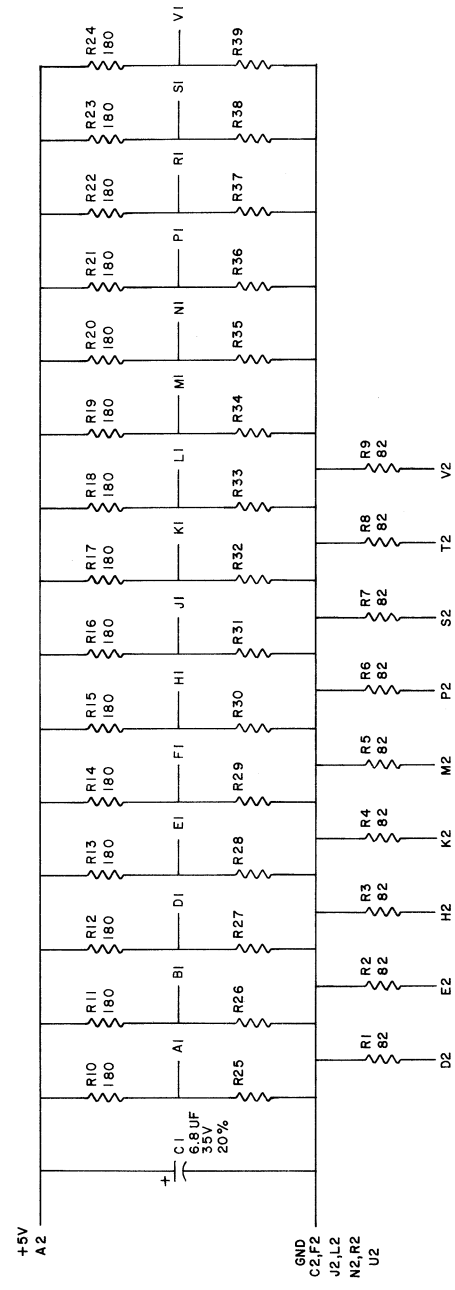 +5V
A2
C1
6.8 UF
35V
20%
+
R10
180
R11
180
R12
180
R13
180
R14
180
R15
180
R16
180
R17
180
R18
180
R19
180
R20
180
R21
180
R22
180
R23
180
R24
180
A1
B1
D1
E1
F1
H1
J1
K1
L1
M1
N1
P1
R1
S1
V1
R25
R26
R27
R28
R29
R30
R31
R32
R33
R34
R35
R36
R37
R38
R39
GND
C2,F2
J2,L2
N2,R2
U2
R1
82
R2
82
R3
82
R4
82
R5
82
R6
82
R7
82
R8
82
R9
82
D2
E2
H2
K2
M2
P2
S2
T2
V2